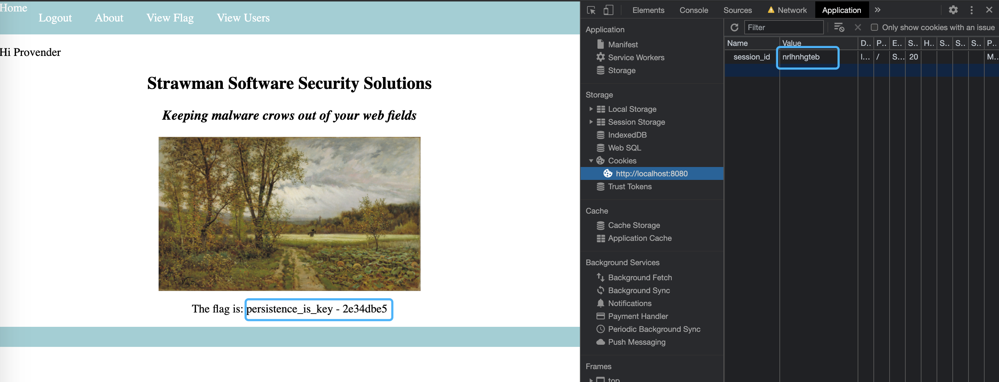 Home
Logout About View Flag View Users
Hi Provender
Strawman Software Security Solutions
Keeping malware crows out of your web fields
The flag is: persistence_is_key - 2e34dbe5
Elements Console Sources Network Application
Application
Manifest
Service Workers
Storage
Storage
Local Storage
Session Storage
IndexedDB
Web SQL
Cookies
http://localhost:8080
Trust Tokens
Cache
Cache Storage
Application Cache
Background Services
Background Fetch
Background Sync
Notifications
Payment Handler
Periodic Background Sync
Push Messaging
Frames
top
Filter Only show cookies with an issue
Name Value D.. P.. E.. S.. H.. S.. S.. S.. P..
session_id nrlhnhgteb l... / S... 20 M..